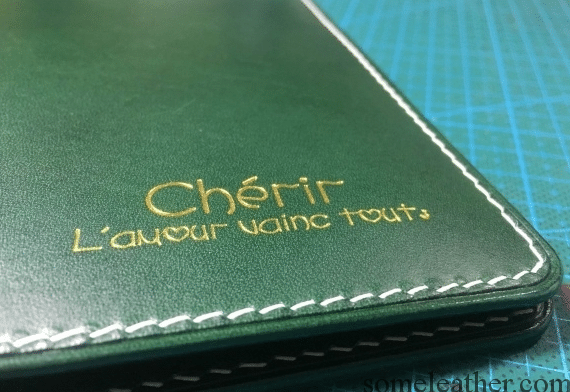 Chérir
L'amour vainc tout.
someleather.com